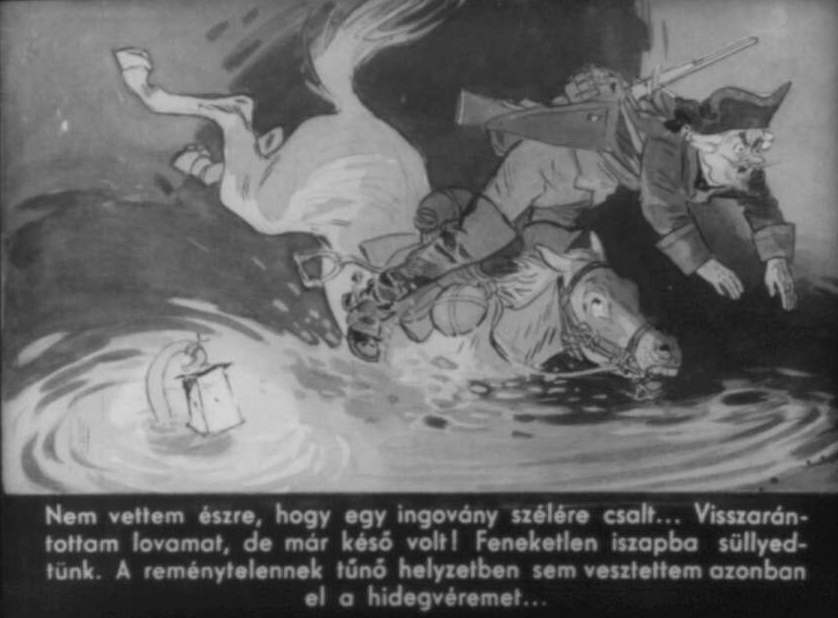 Nem vettem észre, hogy egy ingovány szélére csalt... Visszarán-
tottam lovamat, de már késő volt! Feneketlen iszapba süllyed-
tünk. A reménytelennek tűnő helyzetben sem vesztettem azonban
el a hidegvéremet...